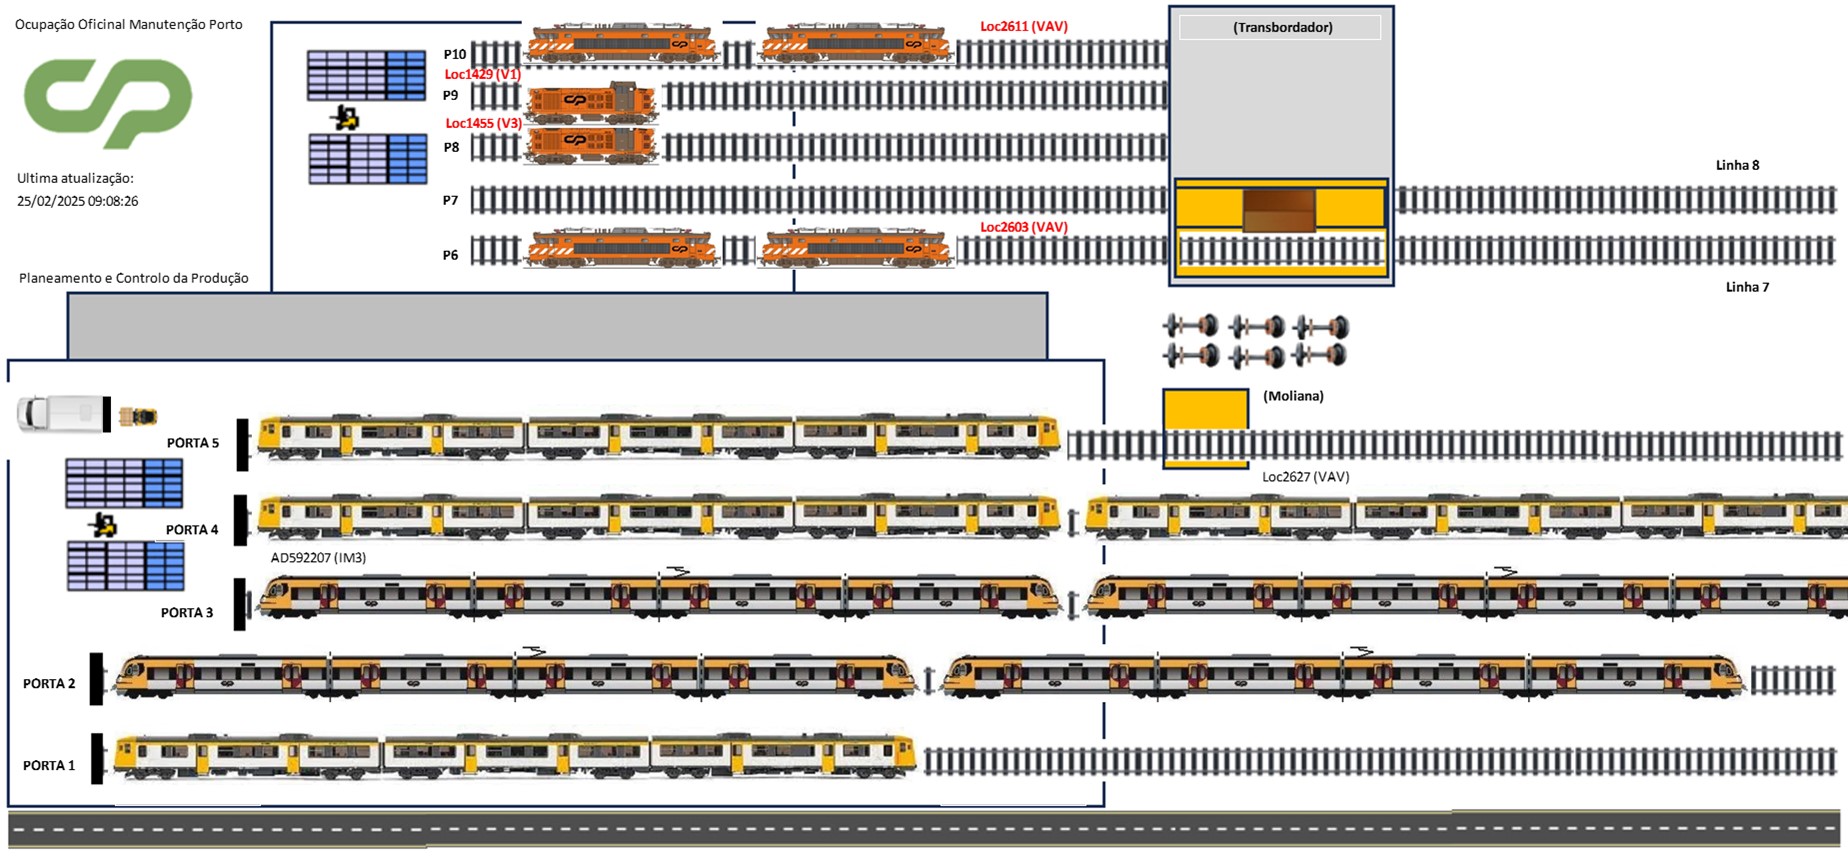 Ocupação Oficinal Manutenção Porto
Ultima atualização:
25/02/2025 09:08:26
Planeamento e Controlo da Produção
Loc2611 (VAV)
(Transbordador)
P10
Loc1429 (V1)
P9
Loc1455 (V3)
P8
Linha 8
P7
Loc2603 (VAV)
P6
Linha 7
(Moliana)
PORTA 5
Loc2627 (VAV)
PORTA 4
AD592207 (IM3)
PORTA 3
PORTA 2
PORTA 1